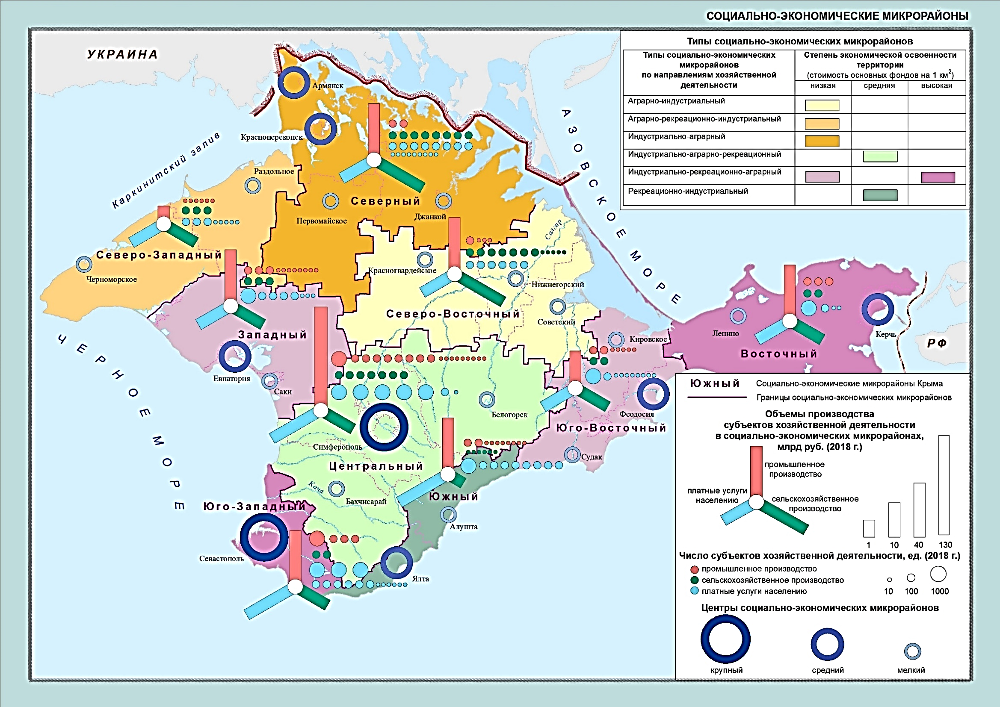 СОЦИАЛЬНО-ЭКОНОМИЧЕСКИЕ МИКРОРАЙОНЫ
Типы социально-экономических микрорайонов
Типы социально-экономических
микрорайонов
по направлениям хозяйственной
деятельности
Степень экономической освоенности
территории
(стоимость основных фондов на 1 км²)
низкая средняя высокая
Аграрно-индустриальный
Аграрно-рекреационно-индустриальный
Индустриально-аграрный
Индустриально-аграрно-рекреационный
Индустриально-рекреационно-аграрный
Рекреационно-индустриальный
УКРАИНА
Армянск
Красноперекопск
Каркинитский залив
АЗОВСКОЕ МОРЕ
Раздольное
Северный
Первомайское
Джанкой
Салгир
Северо-Западный
Черноморское
Красногвардейское
Нижнегорский
Северо-Восточный
Советский
Западный
Кировское
Ленино
Керчь
РФ
Восточный
ЧЕРНОЕ МОРЕ
Евпатория
Саки
Белогорск
Феодосия
Юго-Восточный
Симферополь
Судак
Центральный
Кача
Бахчисарай
Южный
Юго-Западный
Алушта
Севастополь
Ялта
Южный Социально-экономические микрорайоны Крыма
Границы социально-экономических микрорайонов
Объемы производства
субъектов хозяйственной деятельности
в социально-экономических микрорайонах,
млрд руб. (2018 г.)
промышленное
производство
платные услуги
населению
сельскохозяйственное
производство
1 10 40 130
Число субъектов хозяйственной деятельности, ед. (2018 г.)
промышленное производство
сельскохозяйственное производство
платные услуги населению
10 100 1000
Центры социально-экономических микрорайонов
крупный средний мелкий